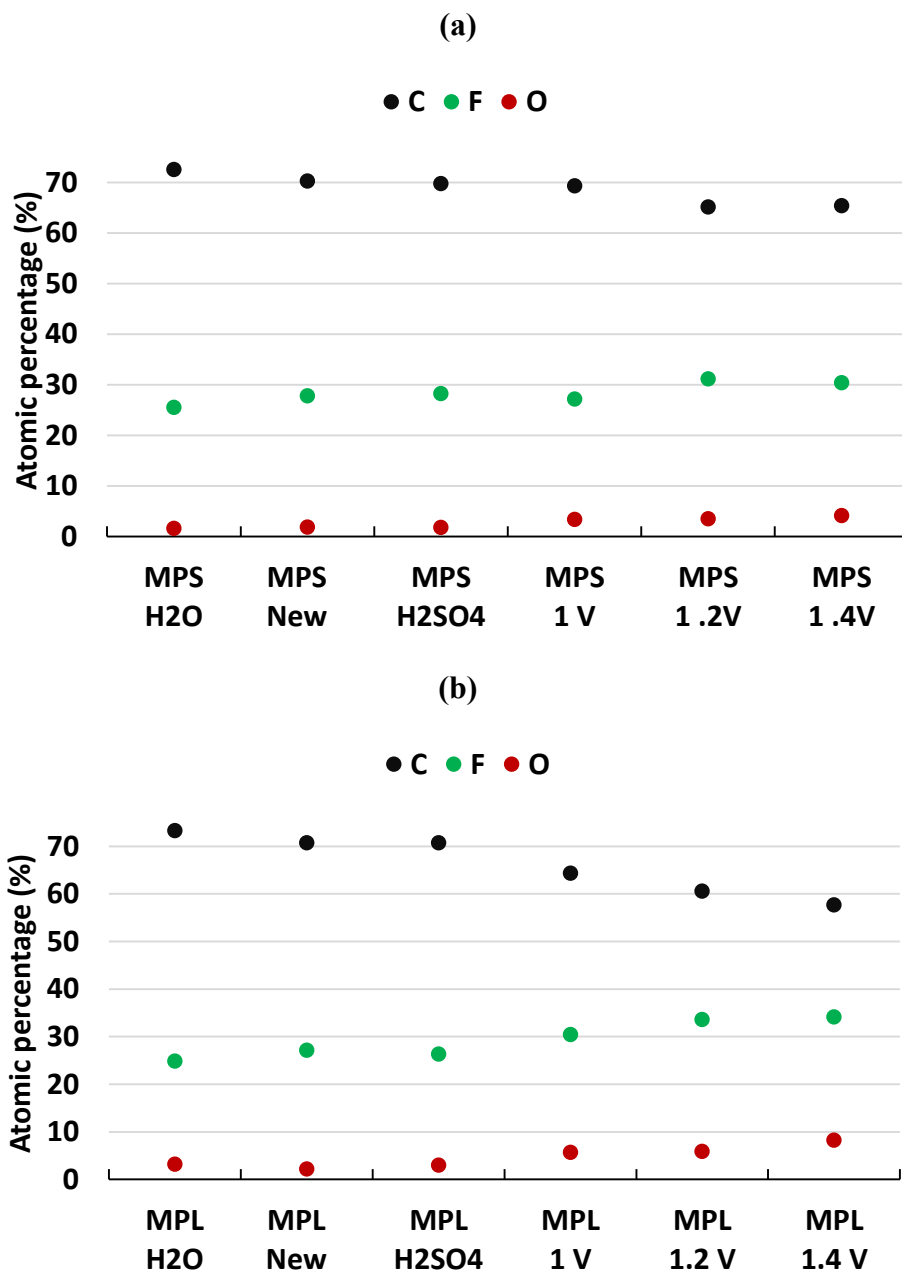 (a)
C F O
Atomic percentage (%)
70
60
50
40
30
20
10
0
MPS MPS MPS MPS MPS MPS
H2O New H2SO4 1 V 1 .2V 1 .4V
(b)
C F O
Atomic percentage (%)
70
60
50
40
30
20
10
0
MPL MPL MPL MPL MPL MPL
H2O New H2SO4 1 V 1.2 V 1.4 V